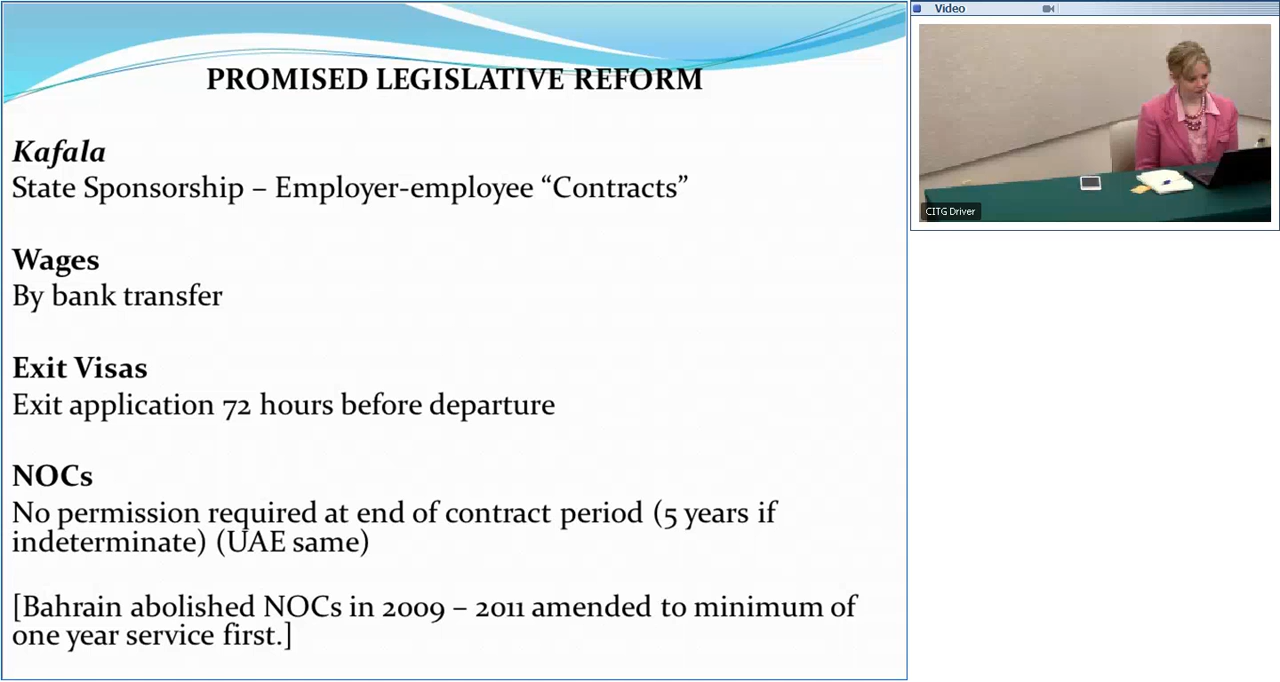 PROMISED LEGISLATIVE REFORM
Kafala
State Sponsorship – Employer-employee “Contracts”
Wages
By bank transfer
Exit Visas
Exit application 72 hours before departure
NOCs
No permission required at end of contract period (5 years if
indeterminate) (UAE same)
[Bahrain abolished NOCs in 2009 – 2011 amended to minimum of
one year service first.]
Video
CITG Driver